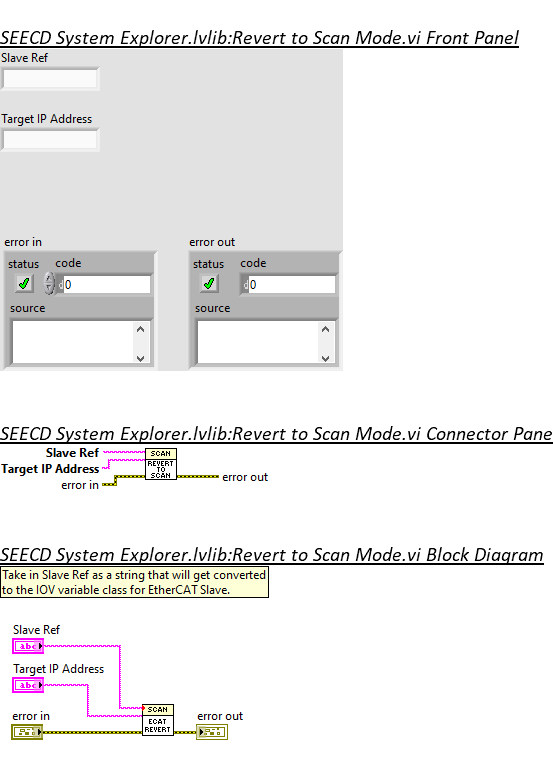 SEECD System Explorer.lvlib:Revert to Scan Mode.vi Front Panel
Slave Ref
Target IP Address
error in
error out
status code
status code
d0
d0
source
source
SEECD System Explorer.lvlib:Revert to Scan Mode.vi Connector Pane
Slave Ref
Target IP Address
error in
SCAN
REVERT
TO
SCAN
error out
SEECD System Explorer.lvlib:Revert to Scan Mode.vi Block Diagram
Take in Slave Ref as a string that will get converted
to the IOV variable class for EtherCAT Slave.
Slave Ref
abc
Target IP Address
abc
error in
SCAN
ECAT
REVERT
error out